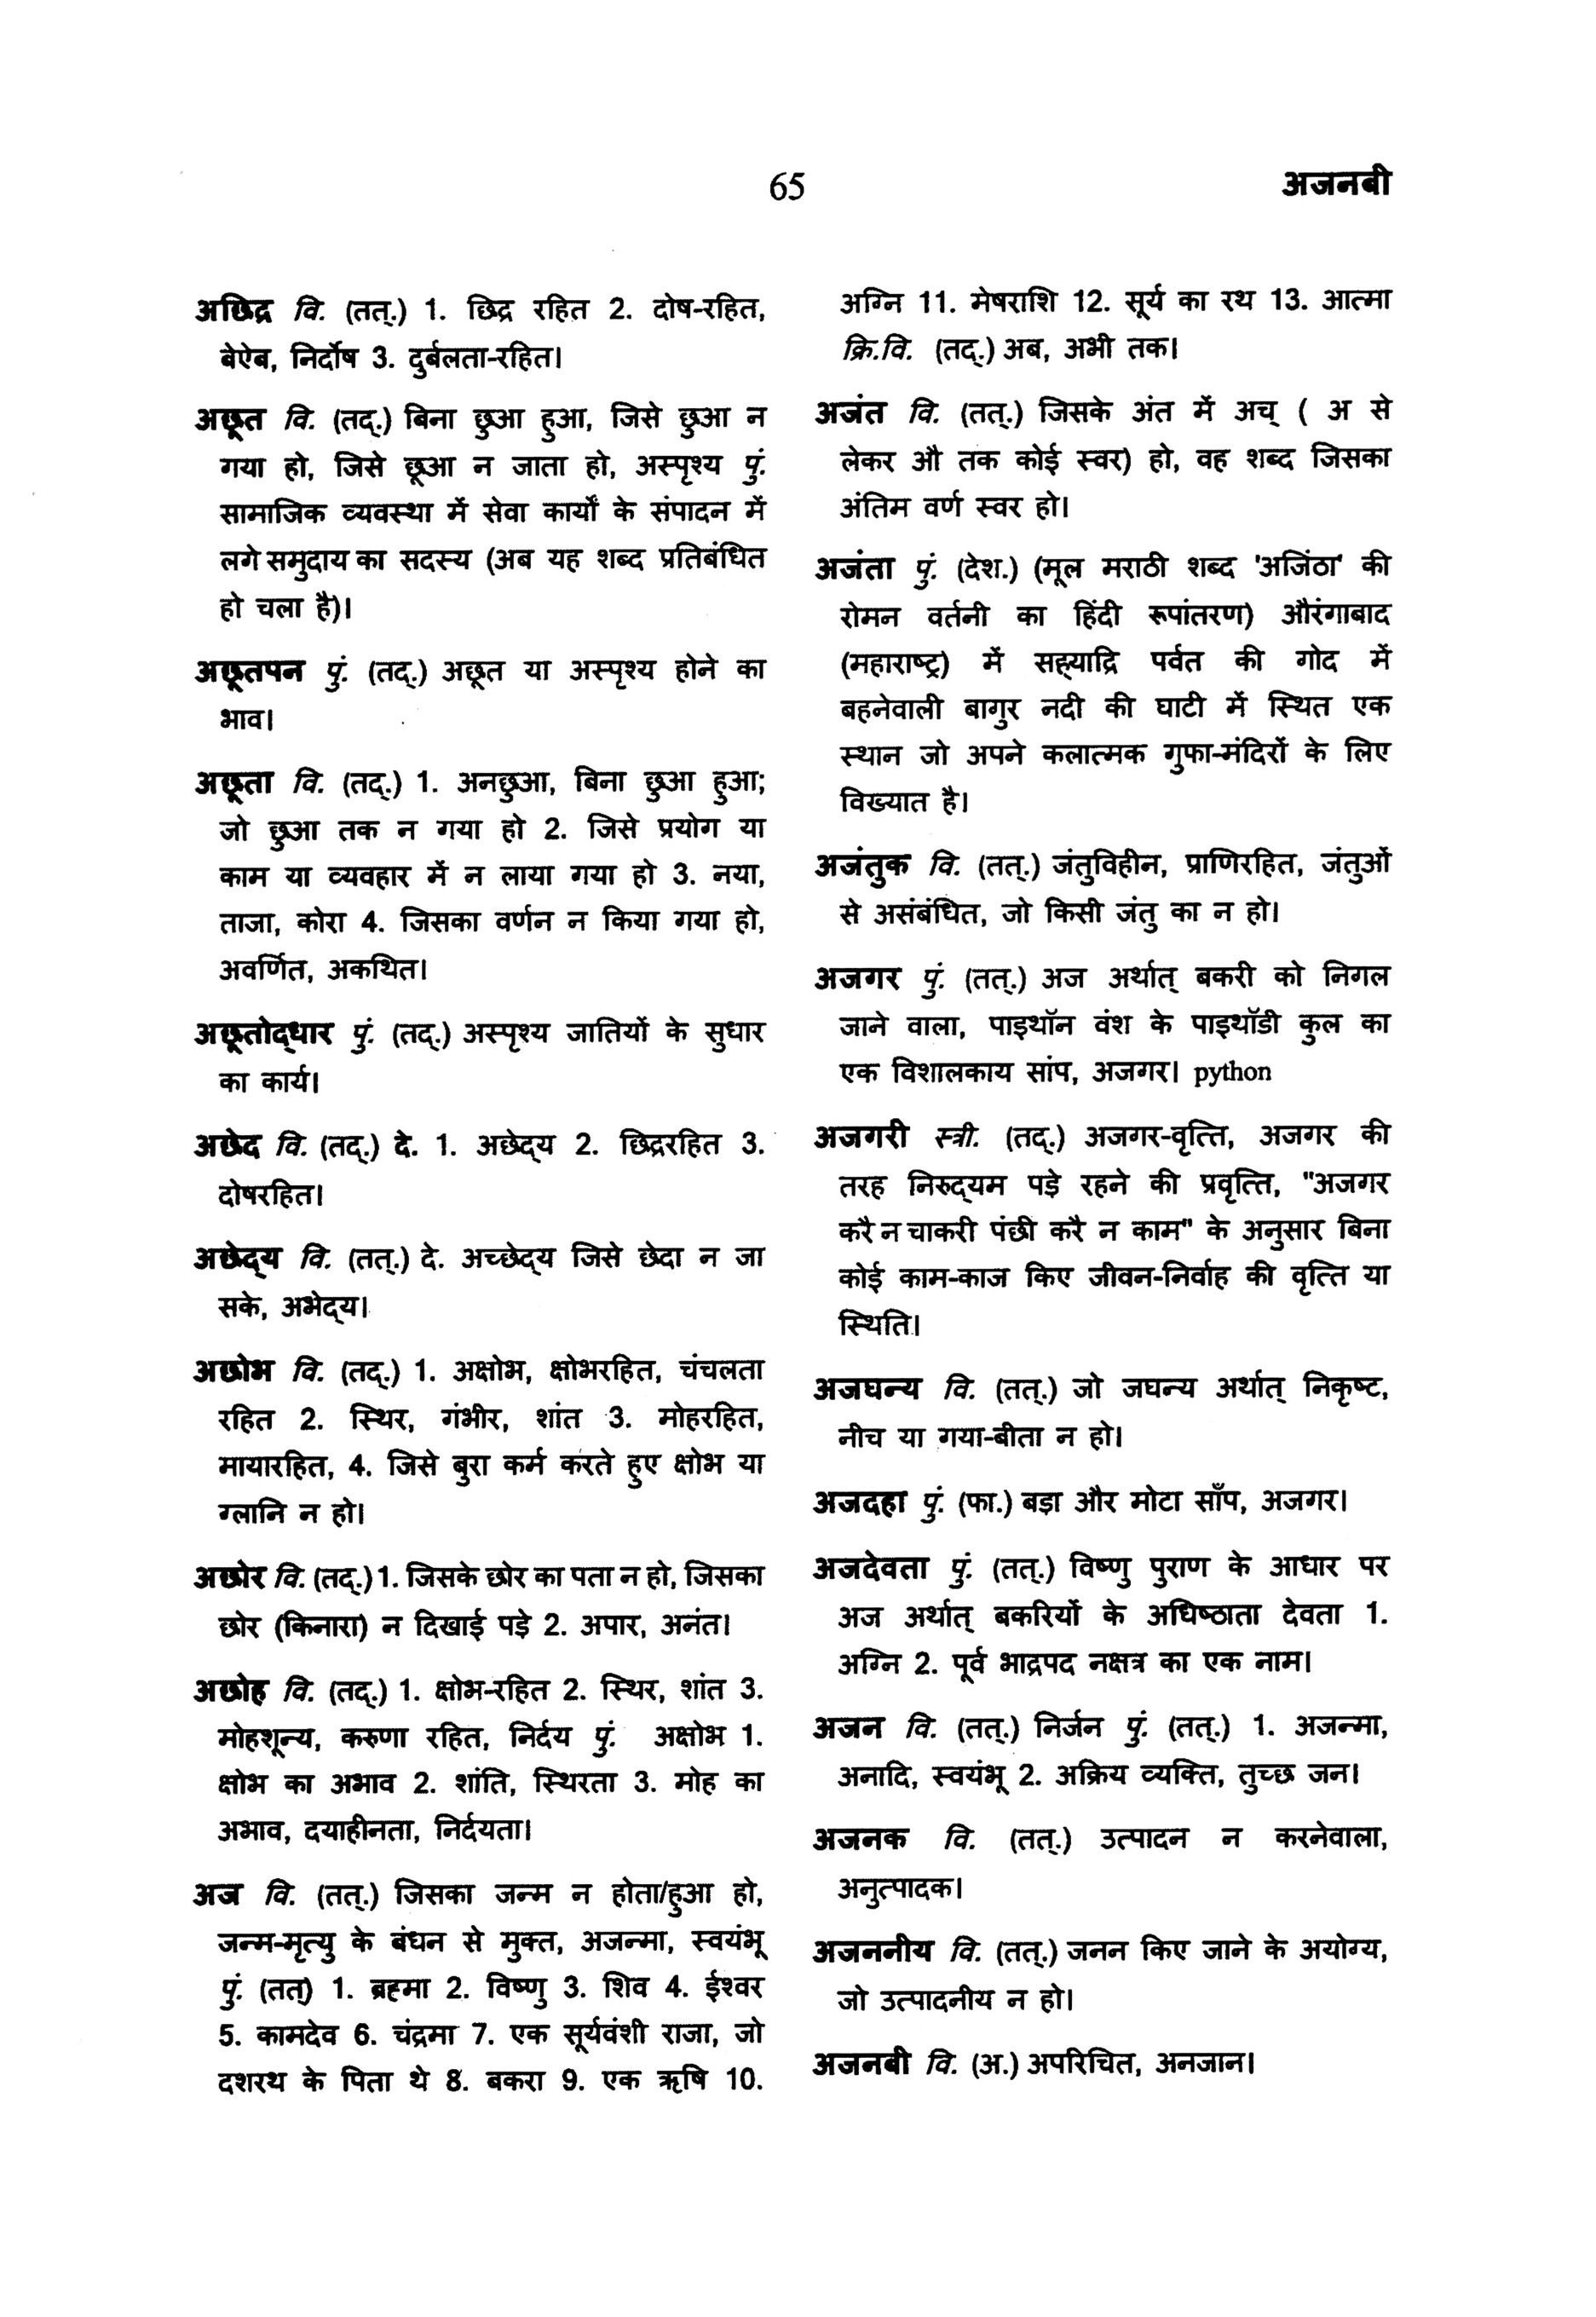 65
अजनबी
अछिद्र वि. (तत्.) 1. छिद्र रहित 2. दोष-रहित,
बेऐब, निर्दोष 3. दुर्बलता-रहित।
अछूत वि. (तद्.) बिना छुआ हुआ, जिसे छुआ न
गया हो, जिसे छूआ न जाता हो, अस्पृश्य पुं.
सामाजिक व्यवस्था में सेवा कार्यों के संपादन में
लगे समुदाय का सदस्य (अब यह शब्द प्रतिबंधित
हो चला है)।
अछूतपन पुं. (तद्.) अछूत या अस्पृश्य होने का
भाव।
अछूता वि. (तद्.) 1. अनछुआ, बिना छुआ हुआ;
जो छुआ तक न गया हो 2. जिसे प्रयोग या
काम या व्यवहार में न लाया गया हो 3. नया,
ताजा, कोरा 4. जिसका वर्णन न किया गया हो,
अवर्णित, अकथित।
अछूतोद्‌धार पुं. (तद्.) अस्पृश्य जातियों के सुधार
का कार्य।
अछेद वि. (तद्.) दे. 1. अछेद्‌य 2. छिद्ररहित 3.
दोषरहित।
अछेद्‌य वि. (तत्.) दे. अच्छेद्‌य जिसे छेदा न जा
सके, अभेद्‌य।
अछोभ वि. (तद्.) 1. अक्षोभ, क्षोभरहित, चंचलता
रहित 2. स्थिर, गंभीर, शांत 3. मोहरहित,
मायारहित, 4. जिसे बुरा कर्म करते हुए क्षोभ या
ग्लानि न हो।
अछोर वि. (तद्.) 1. जिसके छोर का पता न हो, जिसका
छोर (किनारा) न दिखाई पड़े 2. अपार, अनंत।
अछोह वि. (तद्.) 1. क्षोभ-रहित 2. स्थिर, शांत 3.
मोहशून्य, करुणा रहित, निर्दय पुं. अक्षोभ 1.
क्षोभ का अभाव 2. शांति, स्थिरता 3. मोह का
अभाव, दयाहीनता, निर्दयता।
अज वि. (तत्.) जिसका जन्म न होता/हुआ हो,
जन्म-मृत्यु के बंधन से मुक्त, अजन्मा, स्वयंभू
पुं. (तत्) 1. ब्रह्‌मा 2. विष्णु 3. शिव 4. ईश्वर
5. कामदेव 6. चंद्रमा 7. एक सूर्यवंशी राजा, जो
दशरथ के पिता थे 8. बकरा 9. एक ऋषि 10.
अग्नि 11. मेषराशि 12. सूर्य का रथ 13. आत्मा
क्रि.वि. (तद्.) अब, अभी तक।
अजंत वि. (तत्.) जिसके अंत में अच् ( अ से
लेकर औ तक कोई स्वर) हो, वह शब्द जिसका
अंतिम वर्ण स्वर हो।
अजंता पुं. (देश.) (मूल मराठी शब्द 'अजिंठा' की
रोमन वर्तनी का हिंदी रूपांतरण) औरंगाबाद
(महाराष्ट्र) में सह्‌याद्रि पर्वत की गोद में
बहनेवाली बागुर नदी की घाटी में स्थित एक
स्थान जो अपने कलात्मक गुफा-मंदिरों के लिए
विख्यात है।
अजंतुक वि. (तत्.) जंतुविहीन, प्राणिरहित, जंतुओं
से असंबंधित, जो किसी जंतु का न हो।
अजगर पुं. (तत्.) अज अर्थात् बकरी को निगल
जाने वाला, पाइथॉन वंश के पाइथॉडी कुल का
एक विशालकाय सांप, अजगर। python
अजगरी स्त्री. (तद्.) अजगर-वृत्ति, अजगर की
तरह निरुद्‌यम पड़े रहने की प्रवृत्ति, "अजगर
करै न चाकरी पंछी करै न काम" के अनुसार बिना
कोई काम-काज किए जीवन-निर्वाह की वृत्ति या
स्थिति।
अजघन्य वि. (तत्.) जो जघन्य अर्थात् निकृष्ट,
नीच या गया-बीता न हो।
अजदहा पुं. (फा.) बड़ा और मोटा साँप, अजगर।
अजदेवता पुं. (तत्.) विष्णु पुराण के आधार पर
अज अर्थात् बकरियों के अधिष्ठाता देवता 1.
अग्नि 2. पूर्व भाद्रपद नक्षत्र का एक नाम।
अजन वि. (तत्.) निर्जन पुं. (तत्.) 1. अजन्मा,
अनादि, स्वयंभू 2. अक्रिय व्यक्ति, तुच्छ जन।
अजनक वि. (तत्.) उत्पादन न करनेवाला,
अनुत्पादक।
अजननीय वि. (तत्.) जनन किए जाने के अयोग्य,
जो उत्पादनीय न हो।
अजनबी वि. (अ.) अपरिचित, अनजान।